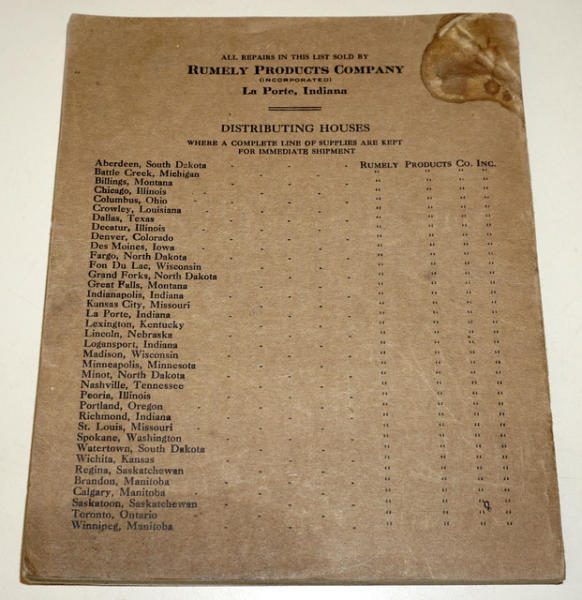 ALL REPAIRS IN THIS LIST SOLD BY
RUMELY PRODUCTS COMPANY
(INCORPORATED)
La Porte, Indiana
DISTRIBUTING HOUSES
WHERE A COMPLETE LINE OF SUPPLIES ARE KEPT
FOR IMMEDIATE SHIPMENT
Aberdeen, South Dakota - - - - - RUMELY PRODUCTS CO. INC.
Battle Creek, Michigan - - - - - " " " "
Billings, Montana - - - - - " " " "
Chicago, Illinois - - - - - " " " "
Columbus, Ohio - - - - - " " " "
Crowley, Louisiana - - - - - " " " "
Dallas, Texas - - - - - " " " "
Decatur, Illinois - - - - - " " " "
Denver, Colorado - - - - - " " " "
Des Moines, Iowa - - - - - " " " "
Fargo, North Dakota - - - - - " " " "
Fon Du Lac, Wisconsin - - - - - " " " "
Grand Forks, North Dakota - - - - " " " "
Great Falls, Montana - - - - - " " " "
Indianapolis, Indiana - - - - - " " " "
Kansas City, Missouri - - - - - " " " "
La Porte, Indiana - - - - - " " " "
Lexington, Kentucky - - - - - " " " "
Lincoln, Nebraska - - - - - " " " "
Logansport, Indiana - - - - - " " " "
Madison, Wisconsin - - - - - " " " "
Minneapolis, Minnesota - - - - - " " " "
Minot, North Dakota - - - - - " " " "
Nashville, Tennessee - - - - - " " " "
Peoria, Illinois - - - - - " " " "
Portland, Oregon - - - - - " " " "
Richmond, Indiana - - - - - " " " "
St. Louis, Missouri - - - - - " " " "
Spokane, Washington - - - - - " " " "
Watertown, South Dakota - - - - " " " "
Wichita, Kansas - - - - - " " " "
Regina, Saskatchewan - - - - - " " " "
Brandon, Manitoba - - - - - " " " "
Calgary, Manitoba - - - - - " " " "
Saskatoon, Saskatchewan - - - - " " " "
Toronto, Ontario - - - - - " " " "
Winnipeg, Manitoba - - - - - " " " "